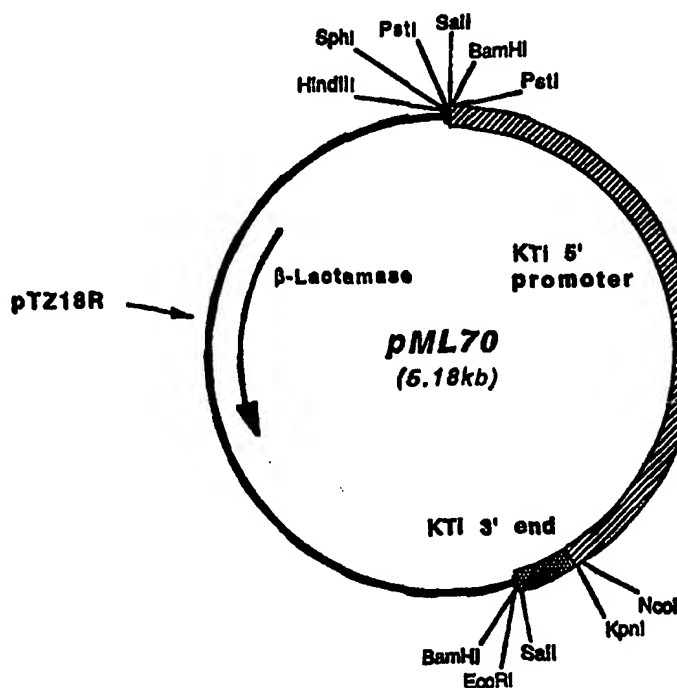 PstI
SalI
SphI
BamHI
HindIII
PstI
KTI 5'
promoter
β-Lactamase
pTZ18R
pML70
(5.18kb)
KTI 3' end
NcoI
KpnI
BamHI
SalI
EcoRI